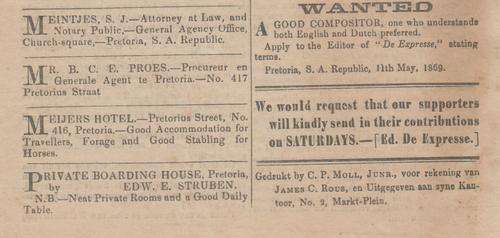 MEINTJES, S. J.—Attorney at Law, and
Notary Public,—General Agency Office,
Church-square,—Pretoria, S. A. Republic.
MR. B. C. E. PROES.—Procureur en
Generale Agent te Pretoria.—No. 417
Pretorius Straat
MEIJERS HOTEL.—Pretorius Street, No.
416, Pretoria.—Good Accommodation for
Travellers, Forage and Good Stabling for
Horses.
PRIVATE BOARDING HOUSE, Pretoria,
by EDW. E. STRUBEN.
N.B.—Neat Private Rooms and a Good Daily
Table.
WANTED
A GOOD COMPOSITOR, one who understands
both English and Dutch preferred.
Apply to the Editor of "De Expresse," stating
terms.
Pretoria, S. A. Republic, 11th May, 1869.
We would request that our supporters
will kindly send in their contributions
on SATURDAYS.—[Ed. De Expresse.]
Gedrukt by C. P. MOLL, JUNR., voor rekening van
JAMES C. ROUS, en Uitgegeven aan zyne Kan-
toor, No. 2, Markt-Plein.